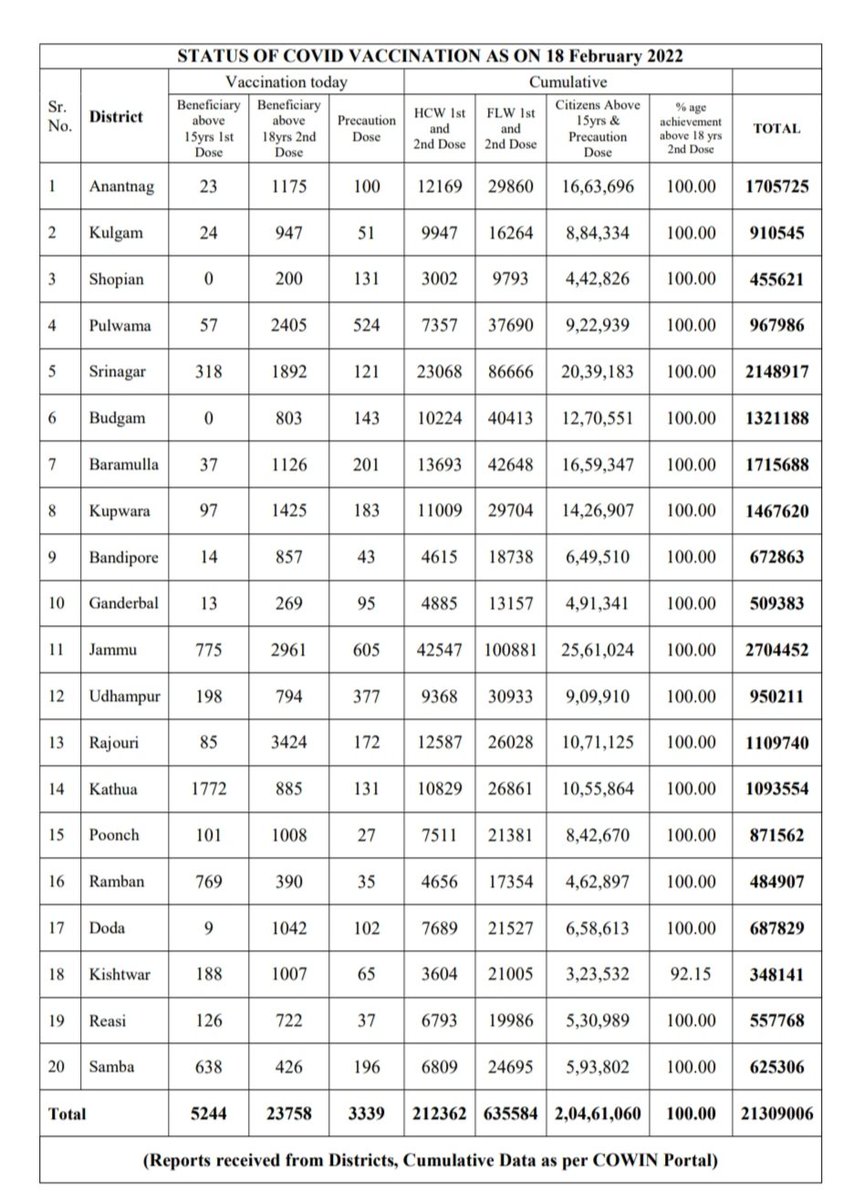 STATUS OF COVID VACCINATION AS ON 18 February 2022
Sr. No. District Vaccination today Cumulative
Beneficiary above 15yrs 1st Dose Beneficiary above 18yrs 2nd Dose Precaution Dose HCW 1st and 2nd Dose FLW 1st and 2nd Dose Citizens Above 15yrs & Precaution Dose % age achievement above 18 yrs 2nd Dose TOTAL
1 Anantnag 23 1175 100 12169 29860 16,63,696 100.00 1705725
2 Kulgam 24 947 51 9947 16264 8,84,334 100.00 910545
3 Shopian 0 200 131 3002 9793 4,42,826 100.00 455621
4 Pulwama 57 2405 524 7357 37690 9,22,939 100.00 967986
5 Srinagar 318 1892 121 23068 86666 20,39,183 100.00 2148917
6 Budgam 0 803 143 10224 40413 12,70,551 100.00 1321188
7 Baramulla 37 1126 201 13693 42648 16,59,347 100.00 1715688
8 Kupwara 97 1425 183 11009 29704 14,26,907 100.00 1467620
9 Bandipore 14 857 43 4615 18738 6,49,510 100.00 672863
10 Ganderbal 13 269 95 4885 13157 4,91,341 100.00 509383
11 Jammu 775 2961 605 42547 100881 25,61,024 100.00 2704452
12 Udhampur 198 794 377 9368 30933 9,09,910 100.00 950211
13 Rajouri 85 3424 172 12587 26028 10,71,125 100.00 1109740
14 Kathua 1772 885 131 10829 26861 10,55,864 100.00 1093554
15 Poonch 101 1008 27 7511 21381 8,42,670 100.00 871562
16 Ramban 769 390 35 4656 17354 4,62,897 100.00 484907
17 Doda 9 1042 102 7689 21527 6,58,613 100.00 687829
18 Kishtwar 188 1007 65 3604 21005 3,23,532 92.15 348141
19 Reasi 126 722 37 6793 19986 5,30,989 100.00 557768
20 Samba 638 426 196 6809 24695 5,93,802 100.00 625306
Total 5244 23758 3339 212362 635584 2,04,61,060 100.00 21309006
(Reports received from Districts, Cumulative Data as per COWIN Portal)